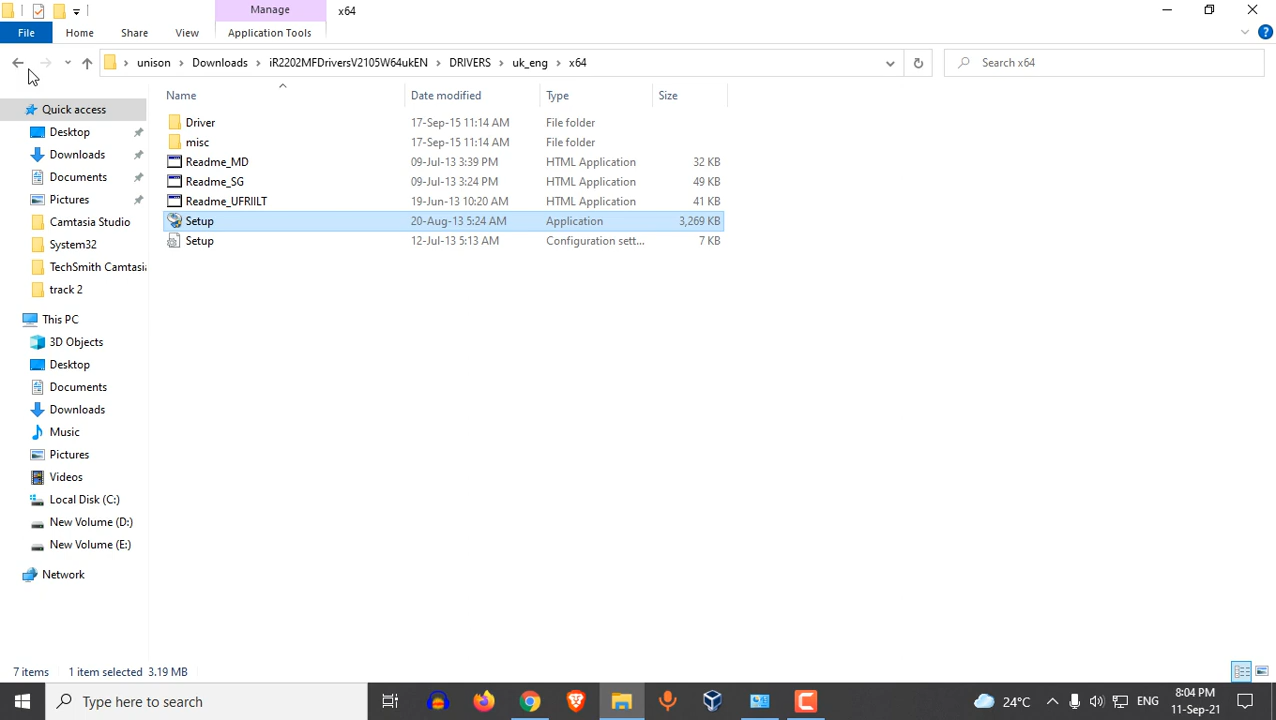 Manage
x64
File
Home
Share
View
Application Tools
unison
Downloads
iR2202MFDriversV2105W64ukEN
DRIVERS
uk_eng
x64
Search x64
Name
Date modified
Type
Size
Driver 17-Sep-15 11:14 AM File folder
misc 17-Sep-15 11:14 AM File folder
Readme_MD 09-Jul-13 3:39 PM HTML Application 32 KB
Readme_SG 09-Jul-13 3:24 PM HTML Application 49 KB
Readme_UFRIILT 19-Jun-13 10:20 AM HTML Application 41 KB
Setup 20-Aug-13 5:24 AM Application 3,269 KB
Setup 12-Jul-13 5:13 AM Configuration sett... 7 KB
Quick access
Desktop
Downloads
Documents
Pictures
Camtasia Studio
System32
TechSmith Camtasia
track 2
This PC
3D Objects
Desktop
Documents
Downloads
Music
Pictures
Videos
Local Disk (C:)
New Volume (D:)
New Volume (E:)
Network
7 items 1 item selected 3.19 MB
Type here to search
24°C
ENG
8:04 PM
11-Sep-21